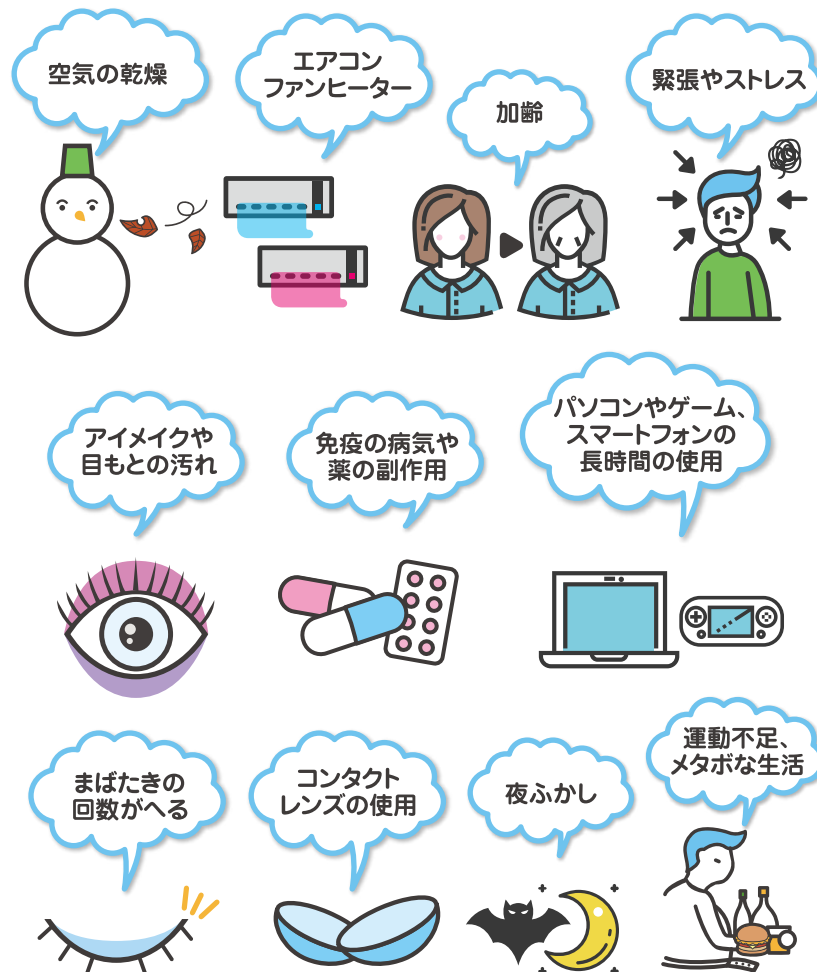 空気の乾燥
エアコン
ファンヒーター
加齢
緊張やストレス
アイメイクや
目もとの汚れ
免疫の病気や
薬の副作用
パソコンやゲーム、
スマートフォンの
長時間の使用
まばたきの
回数がへる
コンタクト
レンズの使用
夜ふかし
運動不足、
メタボな生活